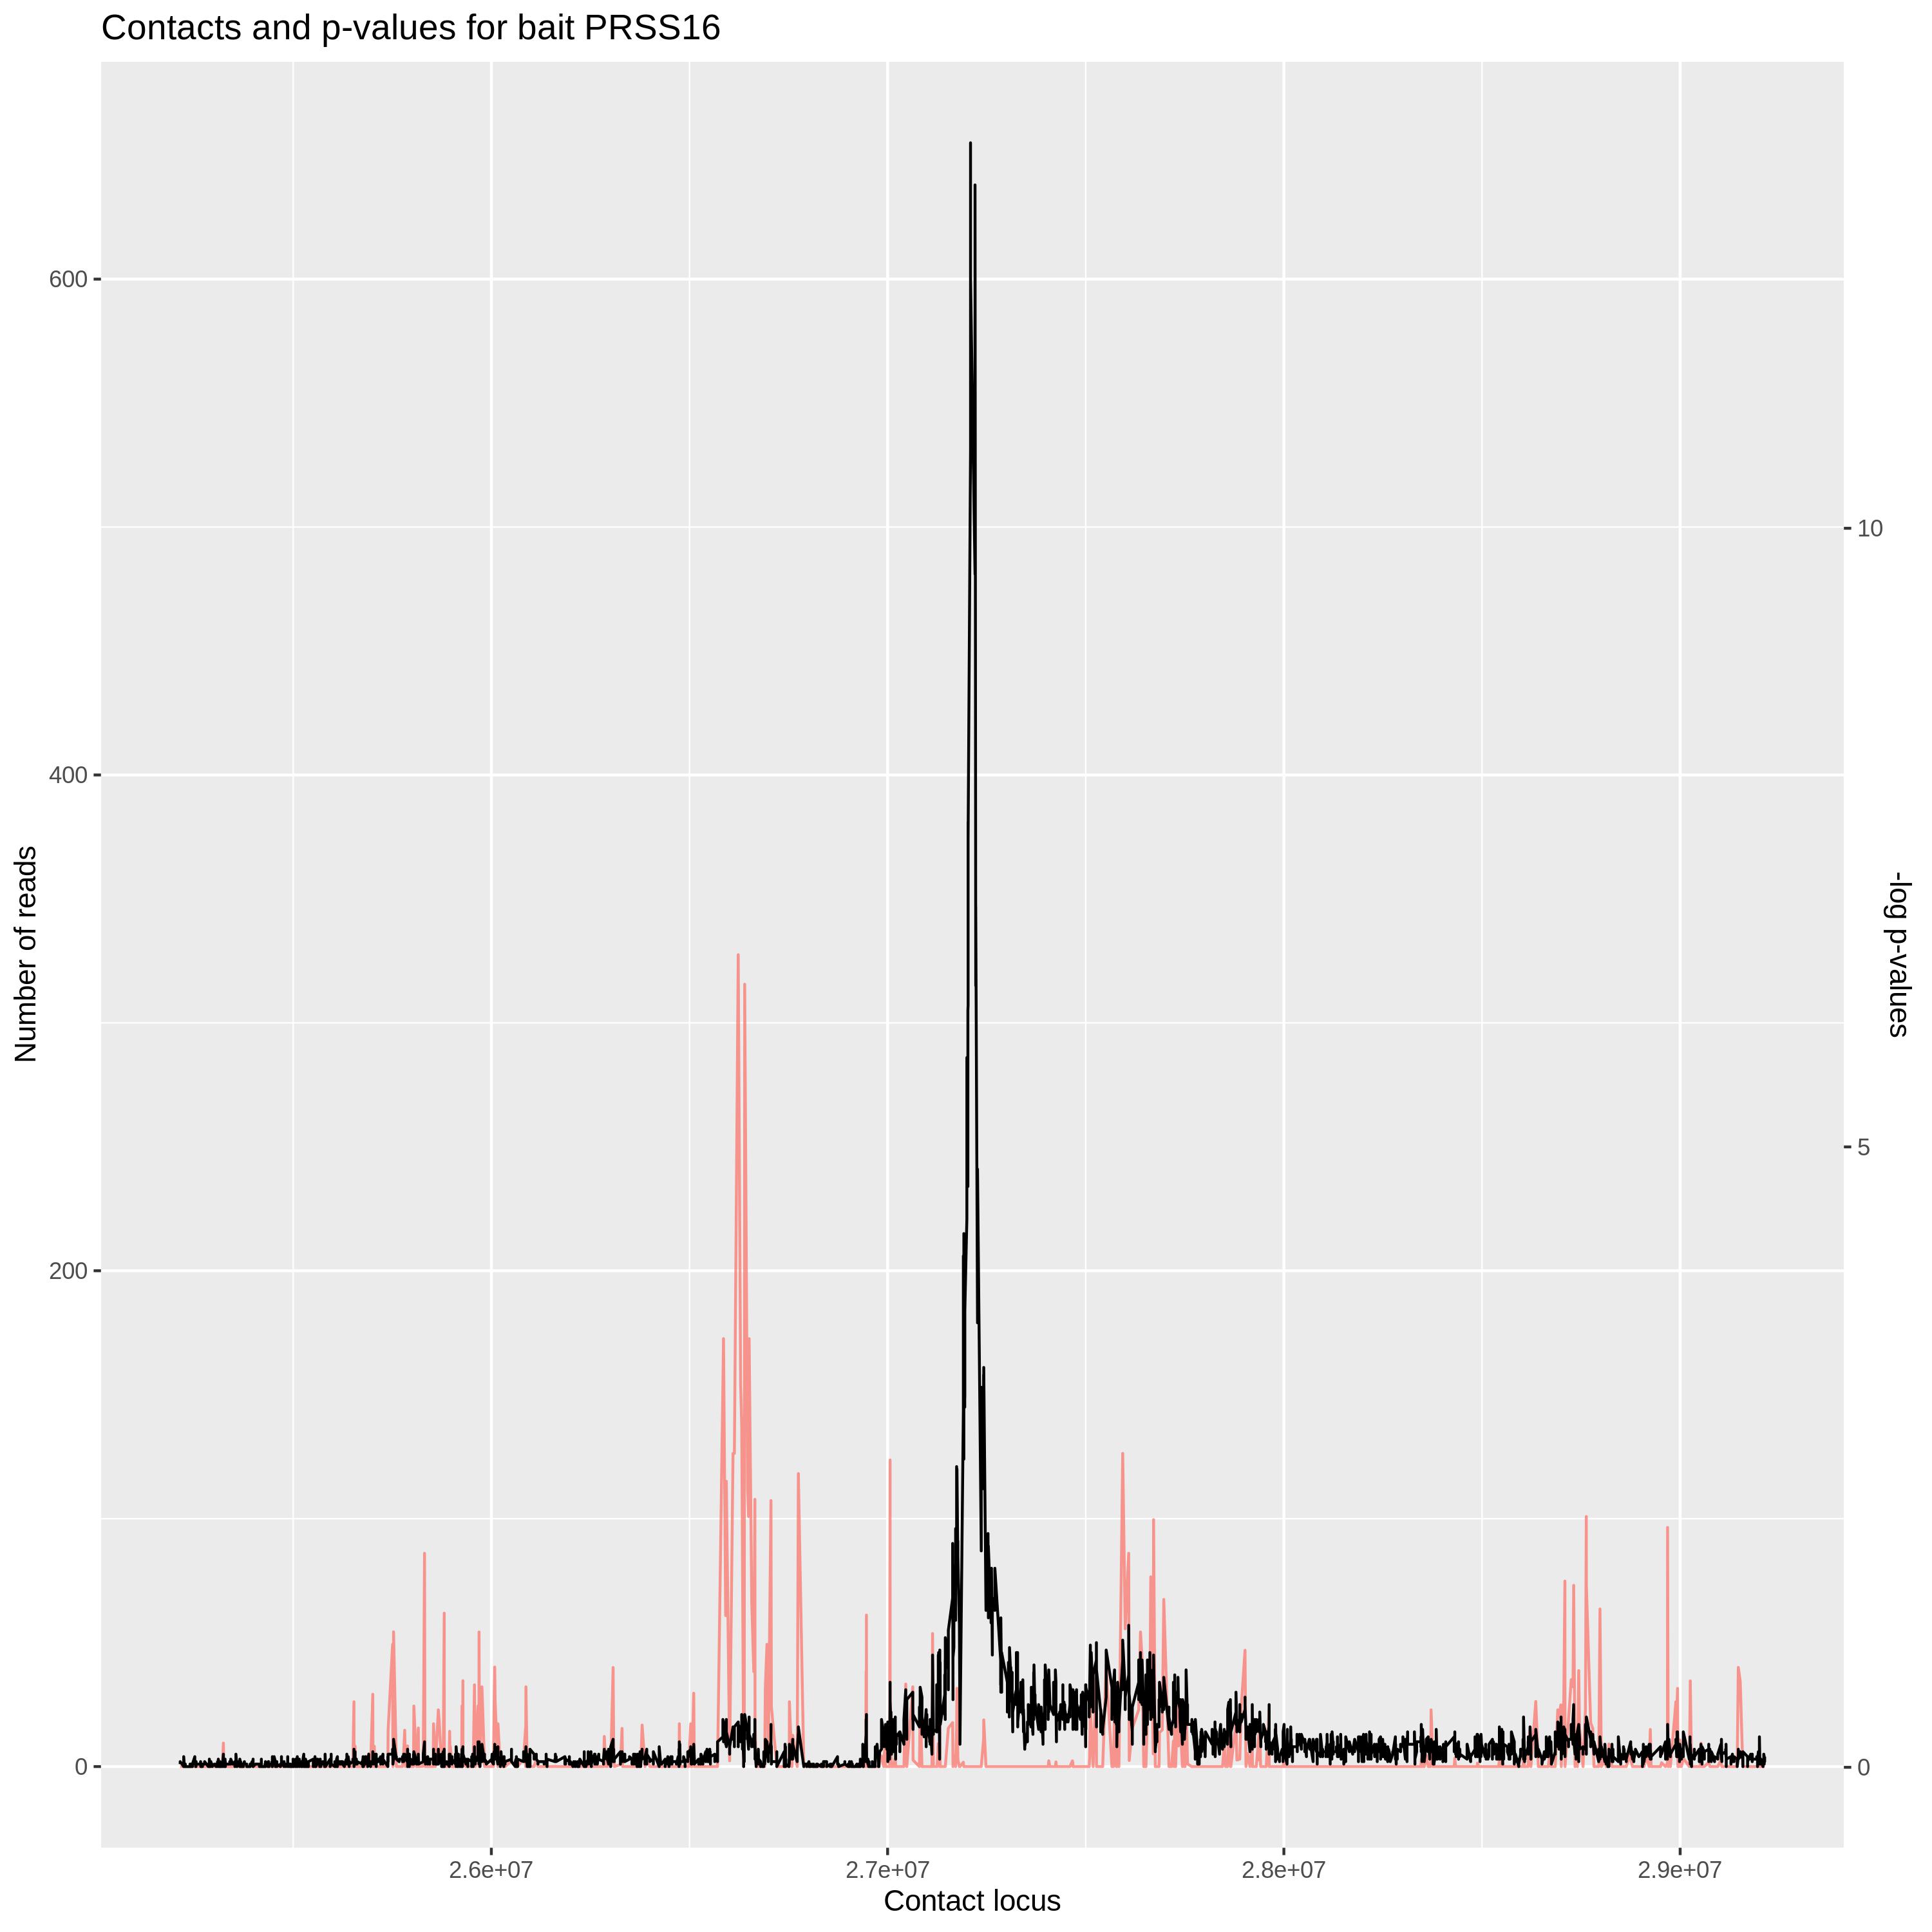 Contacts and p-values for bait PRSS16
600
400
200
0
Number of reads
10
5
0
-log p-values
2.6e+07
2.7e+07
2.8e+07
2.9e+07
Contact locus